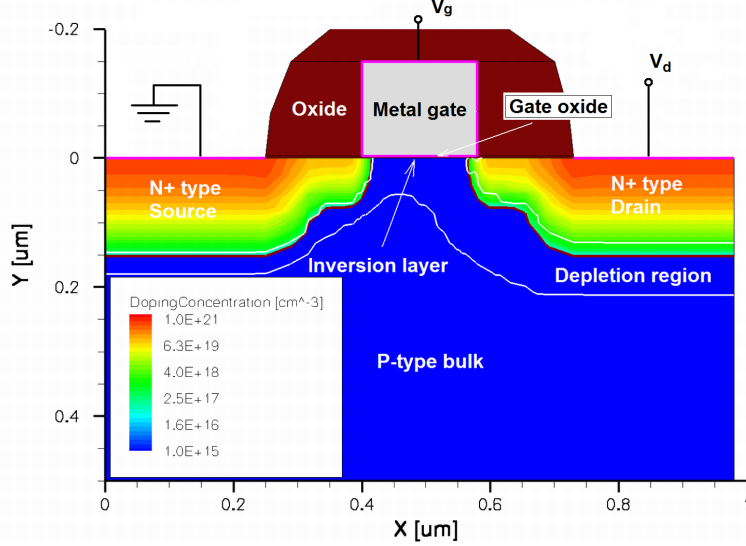 Vg
-0.2
Vd
Oxide
Metal gate
Gate oxide
0
N+ type
Source
N+ type
Drain
Y [um]
Inversion layer
Depletion region
0.2
DopingConcentration [cm^-3]
1.0E+21
6.3E+19
4.0E+18
2.5E+17
1.6E+16
1.0E+15
P-type bulk
0.4
0
0.2
0.4
0.6
0.8
X [um]